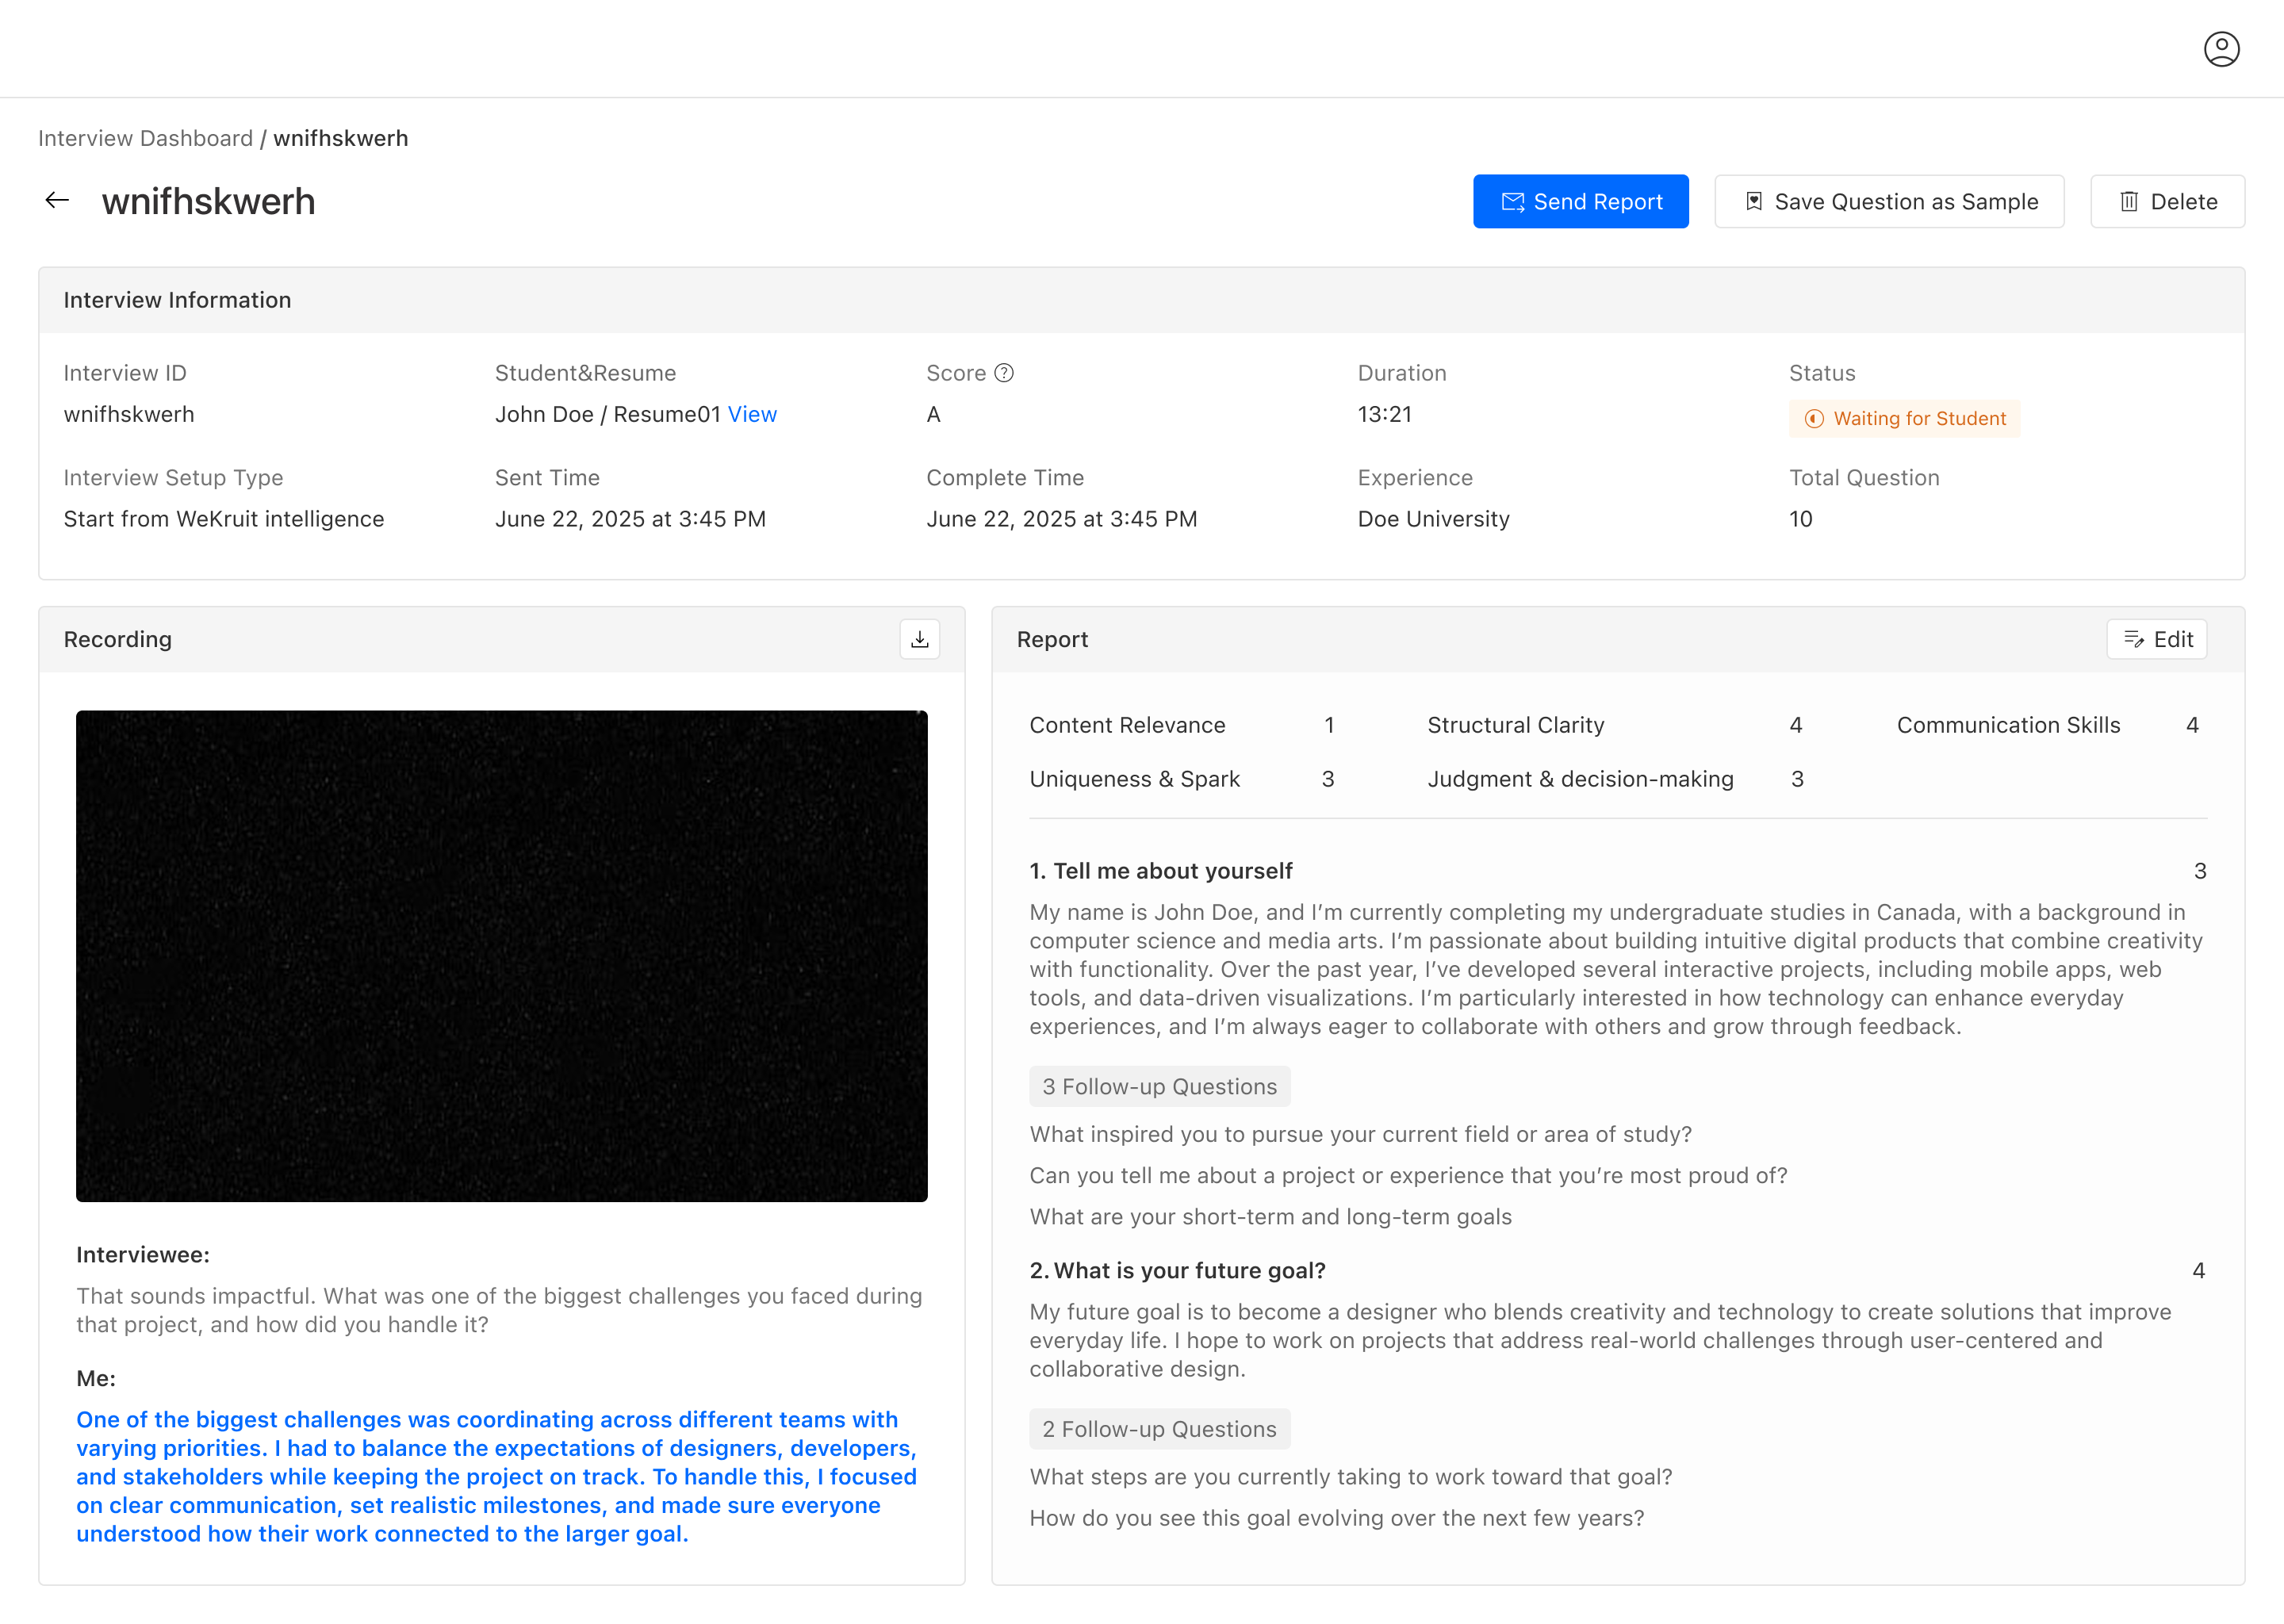 Interview Dashboard / wnifhskwerh
wnifhskwerh
Send Report
Save Question as Sample
Delete
Interview Information
Interview ID
Student&Resume
Score
Duration
Status
wnifhskwerh
John Doe / Resume01 View
A
13:21
Waiting for Student
Interview Setup Type
Sent Time
Complete Time
Experience
Total Question
Start from WeKruit intelligence
June 22, 2025 at 3:45 PM
June 22, 2025 at 3:45 PM
Doe University
10
Recording
Interviewee:
That sounds impactful. What was one of the biggest challenges you faced during
that project, and how did you handle it?
Me:
One of the biggest challenges was coordinating across different teams with
varying priorities. I had to balance the expectations of designers, developers,
and stakeholders while keeping the project on track. To handle this, I focused
on clear communication, set realistic milestones, and made sure everyone
understood how their work connected to the larger goal.
Report
Edit
Content Relevance 1
Structural Clarity 4
Communication Skills 4
Uniqueness & Spark 3
Judgment & decision-making 3
1. Tell me about yourself 3
My name is John Doe, and I’m currently completing my undergraduate studies in Canada, with a background in
computer science and media arts. I’m passionate about building intuitive digital products that combine creativity
with functionality. Over the past year, I’ve developed several interactive projects, including mobile apps, web
tools, and data-driven visualizations. I’m particularly interested in how technology can enhance everyday
experiences, and I’m always eager to collaborate with others and grow through feedback.
3 Follow-up Questions
What inspired you to pursue your current field or area of study?
Can you tell me about a project or experience that you’re most proud of?
What are your short-term and long-term goals
2. What is your future goal? 4
My future goal is to become a designer who blends creativity and technology to create solutions that improve
everyday life. I hope to work on projects that address real-world challenges through user-centered and
collaborative design.
2 Follow-up Questions
What steps are you currently taking to work toward that goal?
How do you see this goal evolving over the next few years?